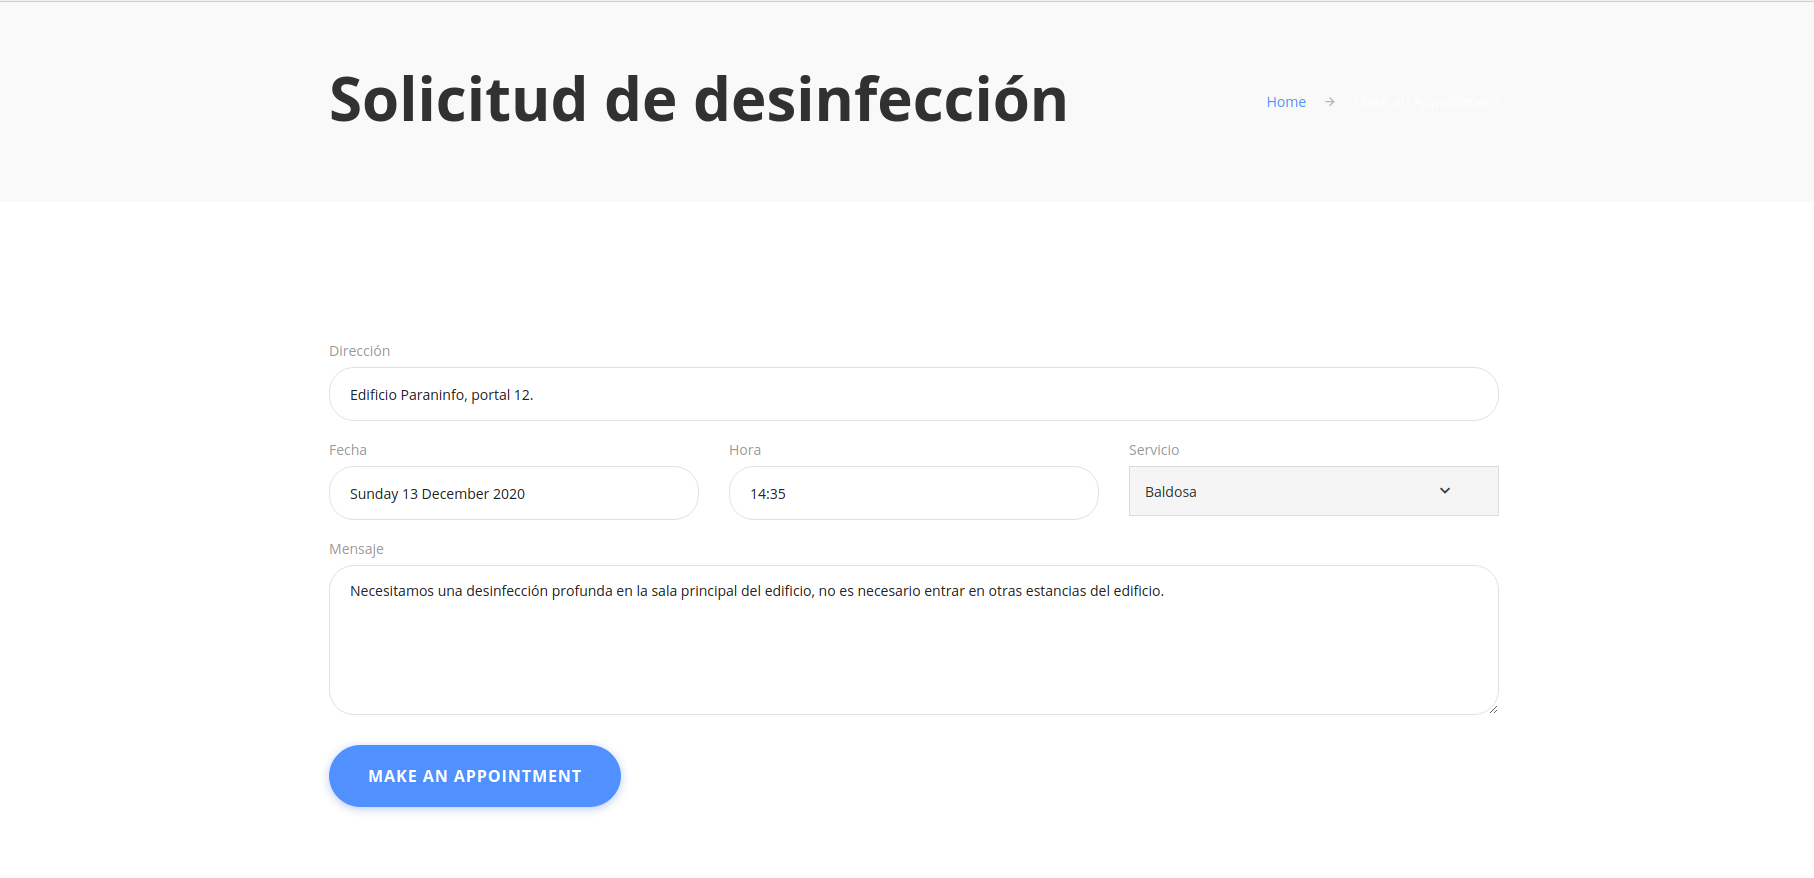 Solicitud de desinfección
Home → Make an Appointment
Dirección
Edificio Paraninfo, portal 12.
Fecha Hora Servicio
Sunday 13 December 2020 14:35 Baldosa
Mensaje
Necesitamos una desinfección profunda en la sala principal del edificio, no es necesario entrar en otras estancias del edificio.
MAKE AN APPOINTMENT